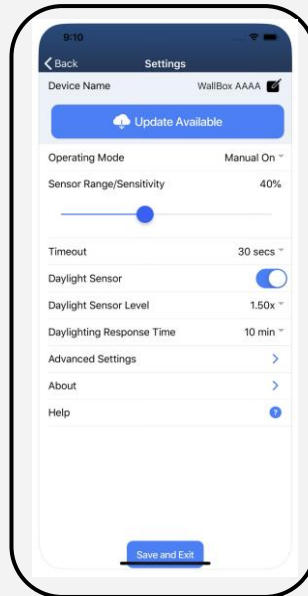 9:10
Back Settings
Device Name WallBox AAAA
Update Available
Operating Mode Manual On
Sensor Range/Sensitivity 40%
Timeout 30 secs
Daylight Sensor
Daylight Sensor Level 1.50x
Daylighting Response Time 10 min
Advanced Settings
About
Help ?
Save and Exit